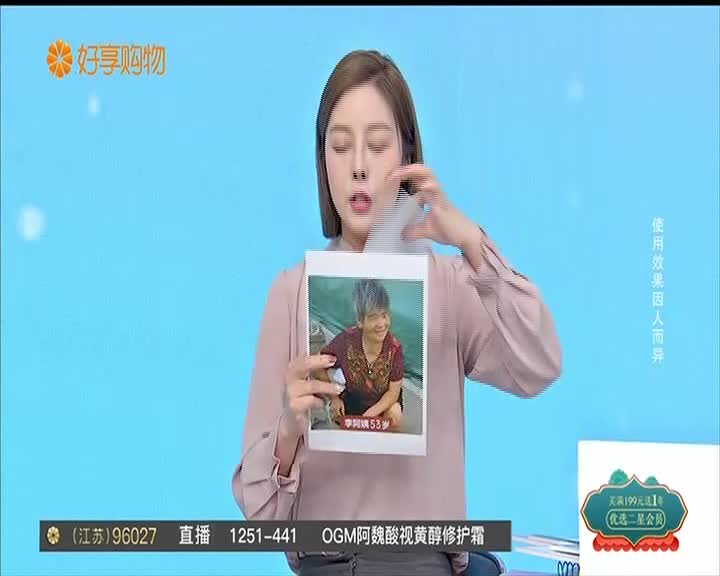 好享购物
使用效果因人而异
李阿姨53岁
买满199元送1年
优选二星会员
(江苏)96027 直播 1251-441 OGM阿魏酸视黄醇修护霜